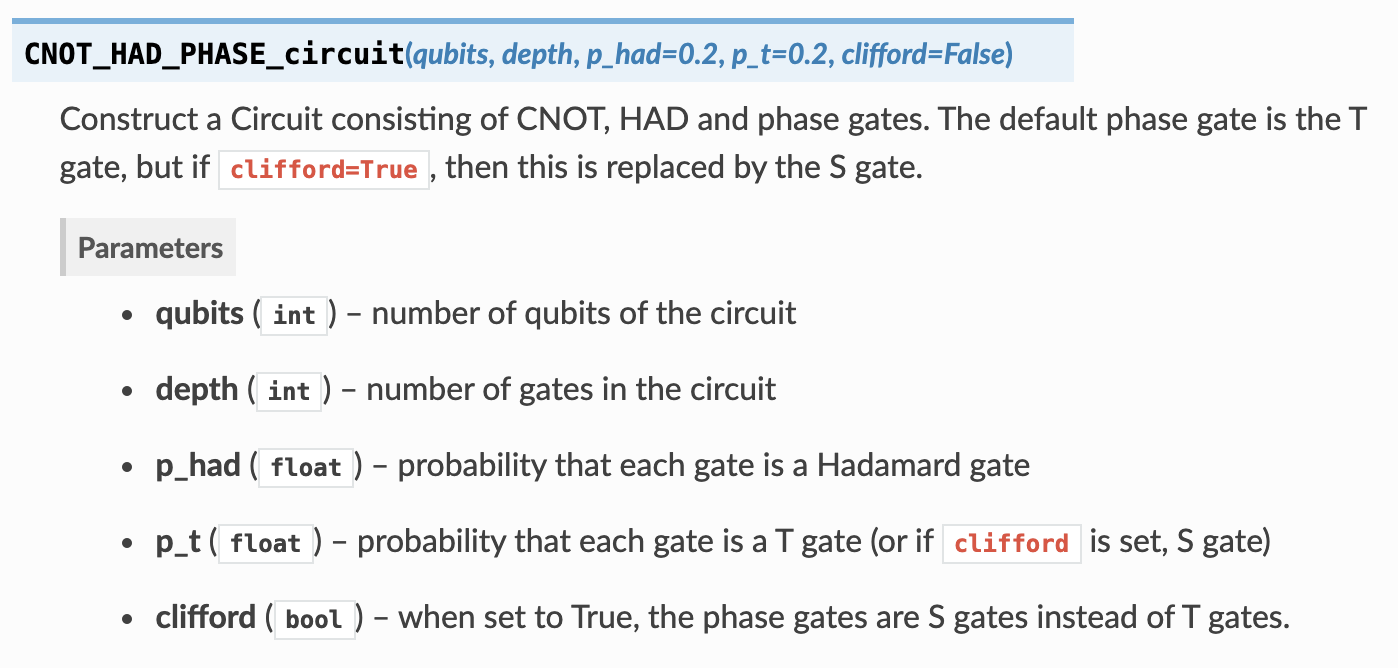 CNOT_HAD_PHASE_circuit(qubits, depth, p_had=0.2, p_t=0.2, clifford=False)
Construct a Circuit consisting of CNOT, HAD and phase gates. The default phase gate is the T
gate, but if clifford=True, then this is replaced by the S gate.
Parameters
• qubits (int) – number of qubits of the circuit
• depth (int) – number of gates in the circuit
• p_had (float) – probability that each gate is a Hadamard gate
• p_t (float) – probability that each gate is a T gate (or if clifford is set, S gate)
• clifford (bool) – when set to True, the phase gates are S gates instead of T gates.